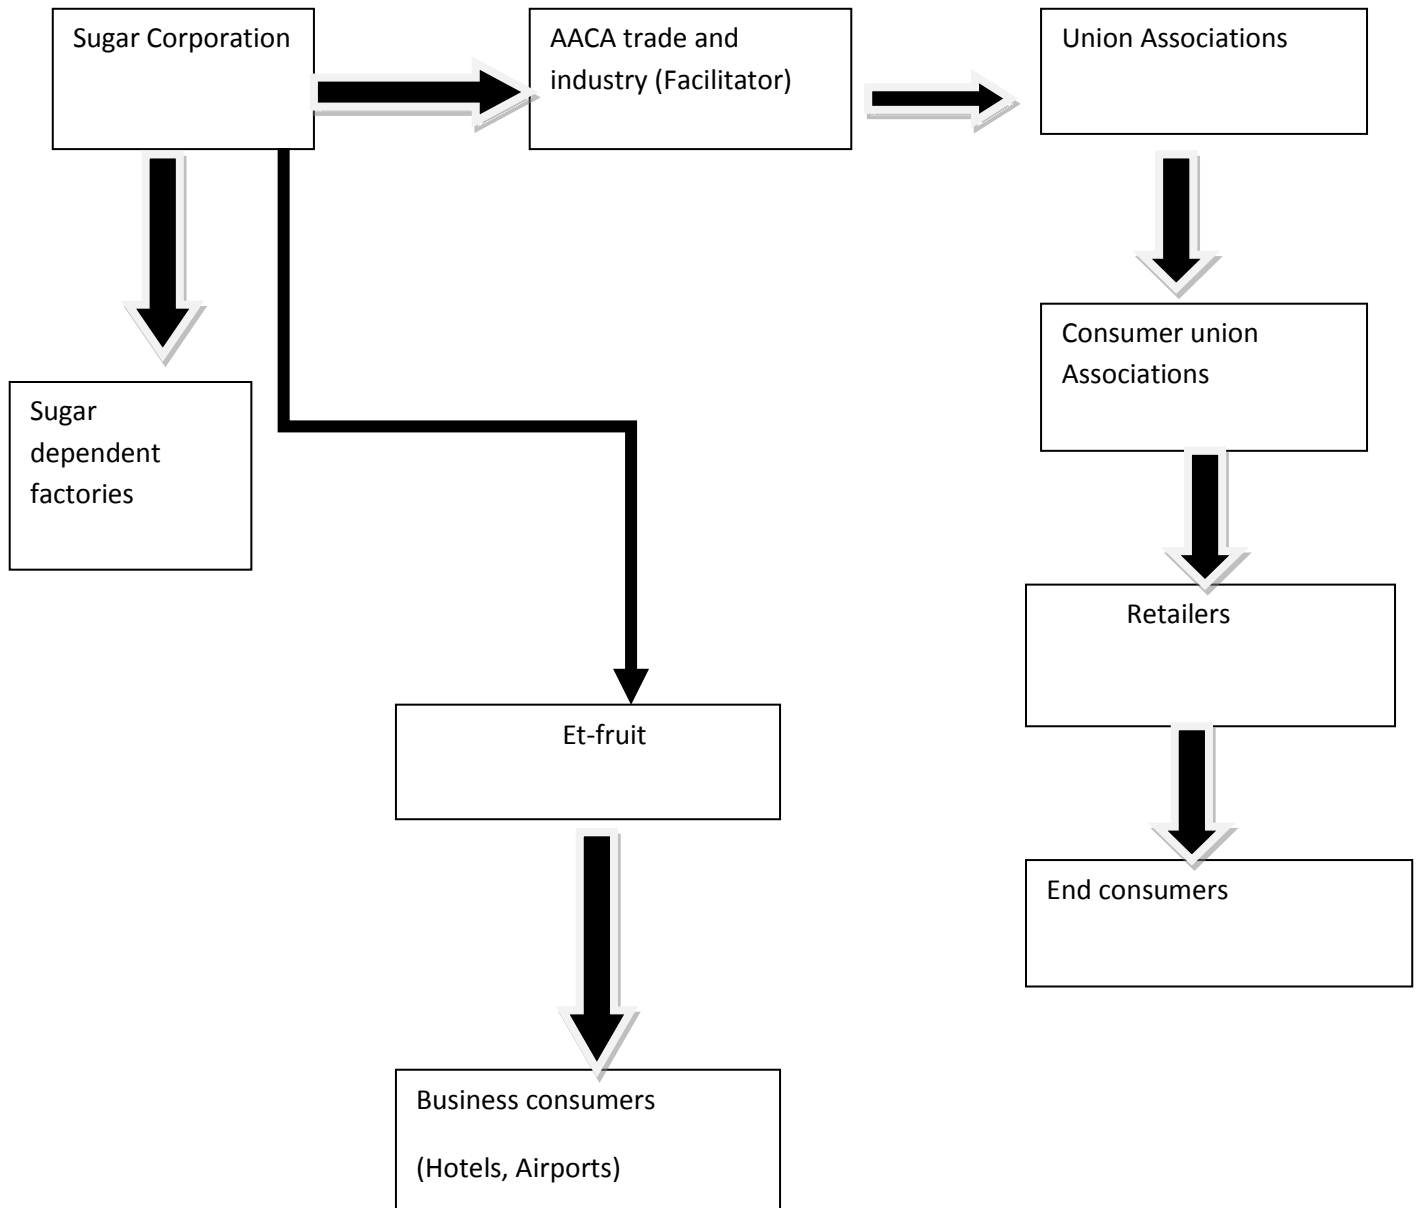 Sugar Corporation
AACA trade and
industry (Facilitator)
Union Associations
Consumer union
Associations
Sugar
dependent
factories
Retailers
Et-fruit
End consumers
Business consumers
(Hotels, Airports)